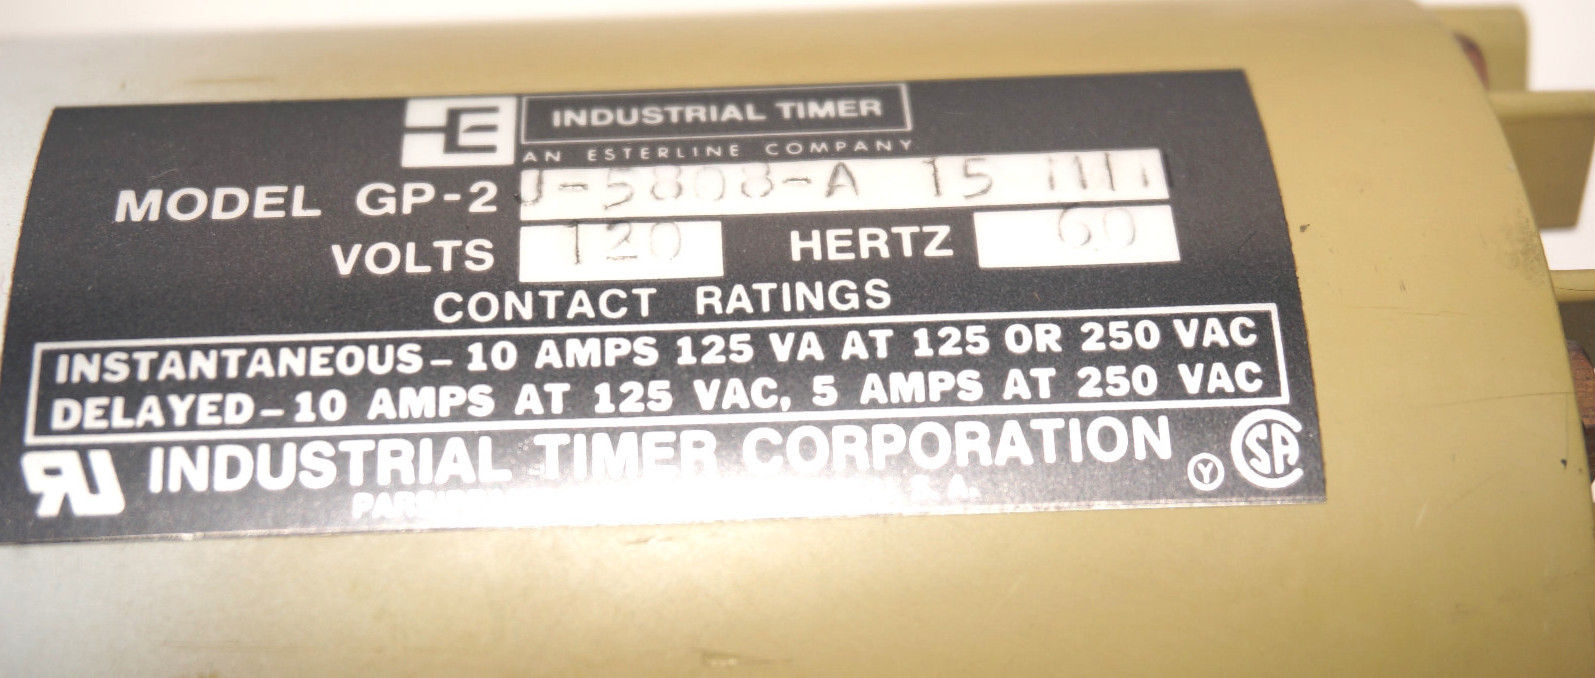 INDUSTRIAL TIMER
AN ESTERLINE COMPANY
MODEL GP-2 J-5808-A 15
VOLTS 120 HERTZ 60
CONTACT RATINGS
INSTANTANEOUS - 10 AMPS 125 VA AT 125 OR 250 VAC
DELAYED - 10 AMPS AT 125 VAC, 5 AMPS AT 250 VAC
INDUSTRIAL TIMER CORPORATION Y SA